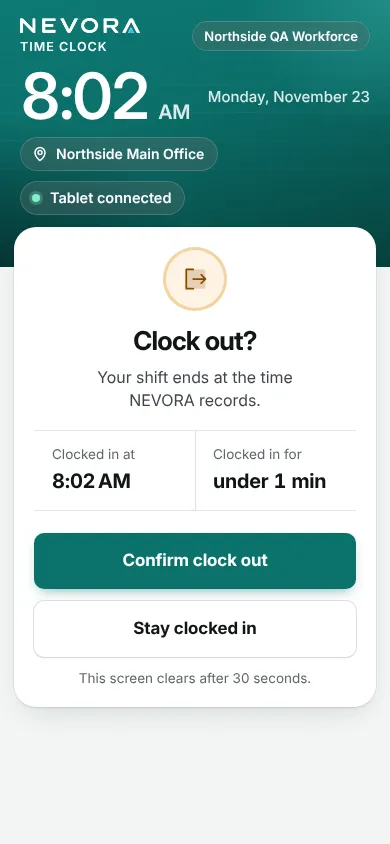 NEVORA
TIME CLOCK
Northside QA Workforce
8:02 AM
Monday, November 23
Northside Main Office
Tablet connected
Clock out?
Your shift ends at the time
NEVORA records.
Clocked in at
8:02 AM
Clocked in for
under 1 min
Confirm clock out
Stay clocked in
This screen clears after 30 seconds.